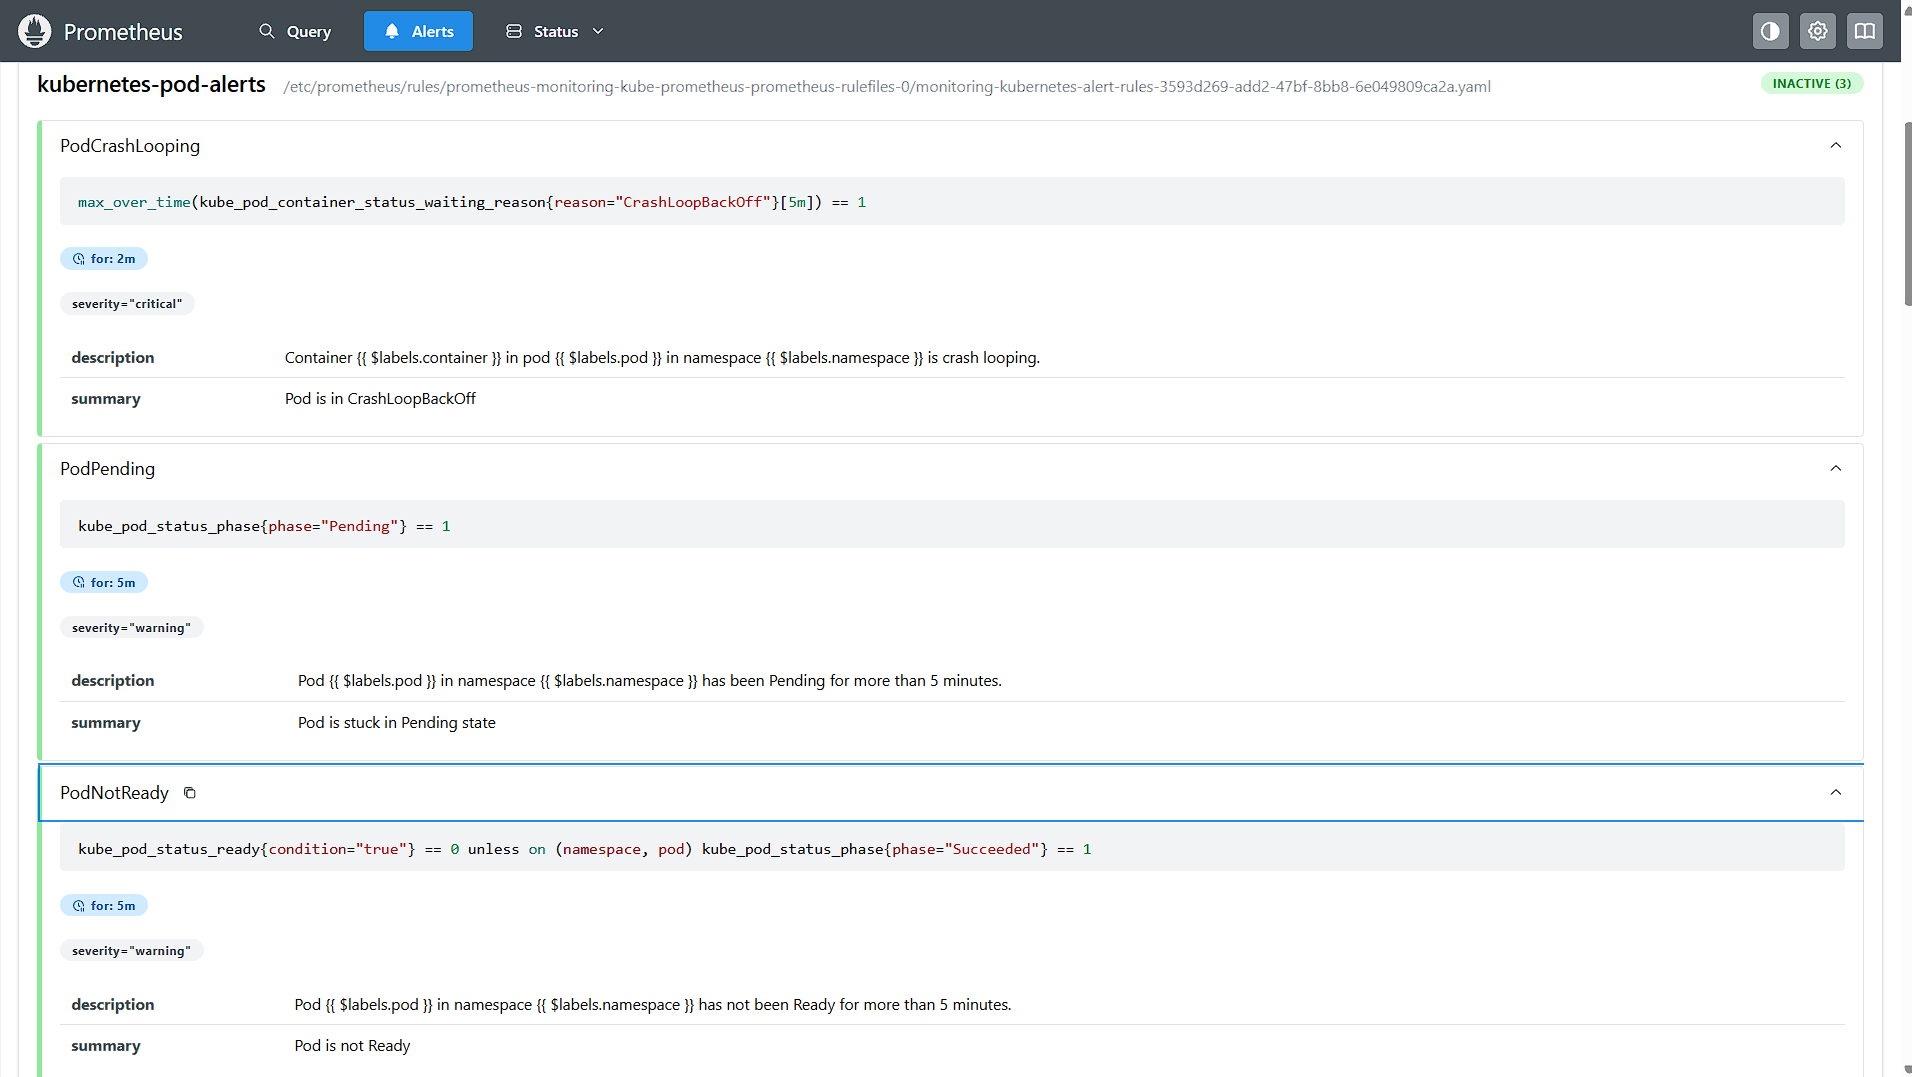 Prometheus
Query
Alerts
Status
kubernetes-pod-alerts /etc/prometheus/rules/prometheus-monitoring-kube-prometheus-prometheus-rulefiles-0/monitoring-kubernetes-alert-rules-3593d269-add2-47bf-8bb8-6e049809ca2a.yaml INACTIVE (3)
PodCrashLooping
max_over_time(kube_pod_container_status_waiting_reason{reason="CrashLoopBackOff"}[5m]) == 1
for: 2m
severity="critical"
description Container {{ $labels.container }} in pod {{ $labels.pod }} in namespace {{ $labels.namespace }} is crash looping.
summary Pod is in CrashLoopBackOff
PodPending
kube_pod_status_phase{phase="Pending"} == 1
for: 5m
severity="warning"
description Pod {{ $labels.pod }} in namespace {{ $labels.namespace }} has been Pending for more than 5 minutes.
summary Pod is stuck in Pending state
PodNotReady
kube_pod_status_ready{condition="true"} == 0 unless on (namespace, pod) kube_pod_status_phase{phase="Succeeded"} == 1
for: 5m
severity="warning"
description Pod {{ $labels.pod }} in namespace {{ $labels.namespace }} has not been Ready for more than 5 minutes.
summary Pod is not Ready